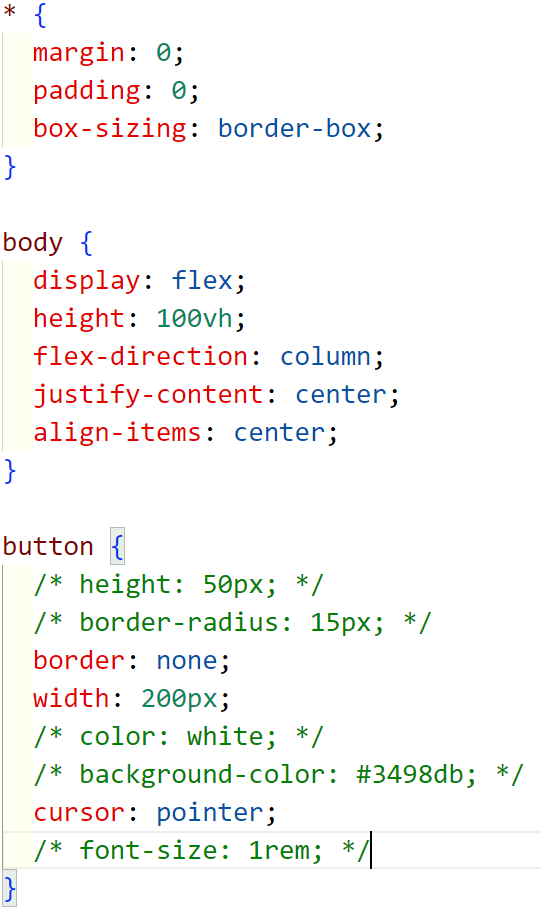 * {
  margin: 0;
  padding: 0;
  box-sizing: border-box;
}

body {
  display: flex;
  height: 100vh;
  flex-direction: column;
  justify-content: center;
  align-items: center;
}

button {
  /* height: 50px; */
  /* border-radius: 15px; */
  border: none;
  width: 200px;
  /* color: white; */
  /* background-color: #3498db; */
  cursor: pointer;
  /* font-size: 1rem; */
}